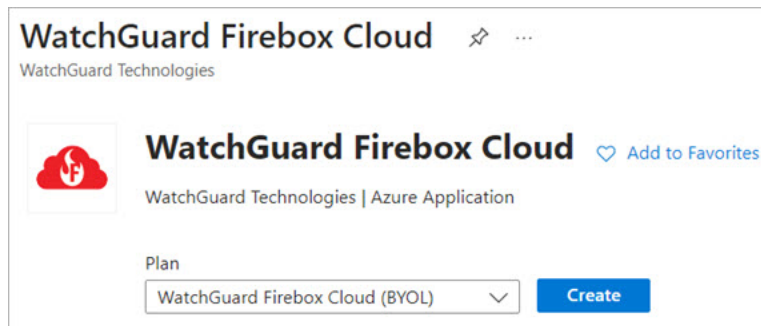 WatchGuard Firebox Cloud ...
WatchGuard Technologies
F
WatchGuard Firebox Cloud Add to Favorites
WatchGuard Technologies | Azure Application
Plan
WatchGuard Firebox Cloud (BYOL) Create